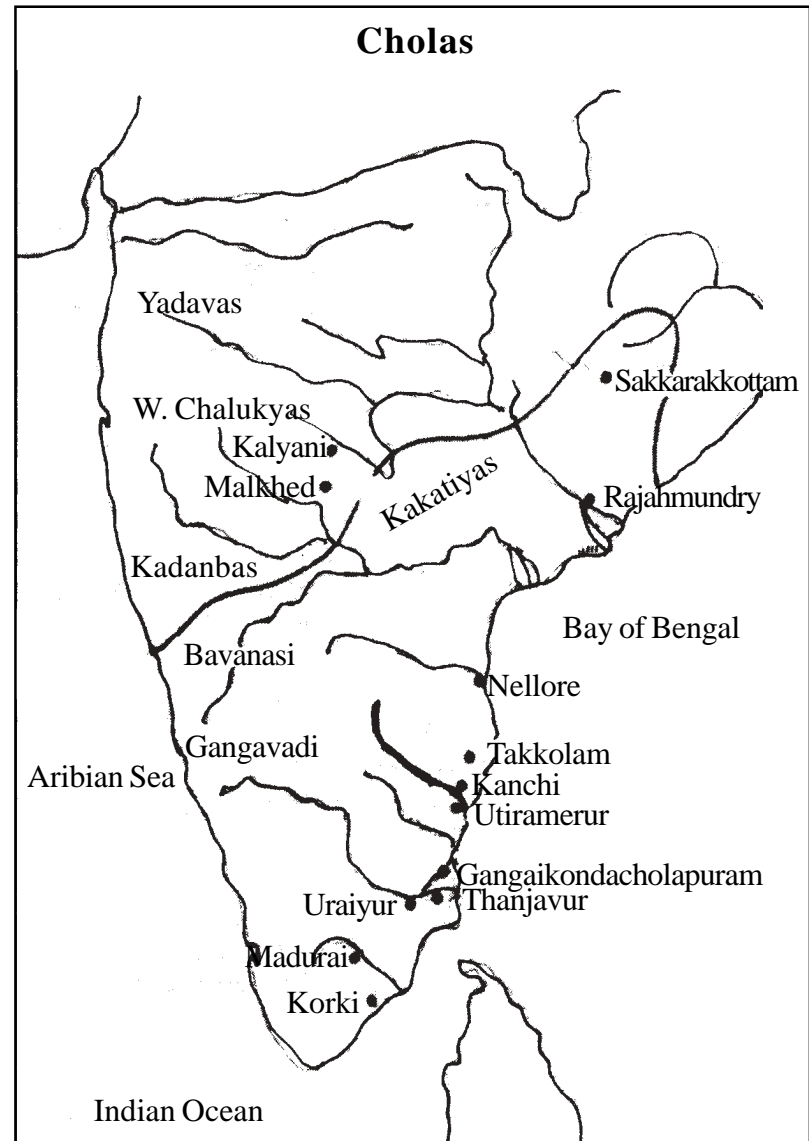 Cholas
Yadavas
Sakkarakkottam
W. Chalukyas
Kalyani
Malkhed
Kakatiyas
Rajahmundry
Kadanbas
Bay of Bengal
Bavanasi
Nellore
Gangavadi
Takkolam
Aribian Sea
Kanchi
Utiramerur
Gangaikondacholapuram
Uraiyur
Thanjavur
Madurai
Korki
Indian Ocean